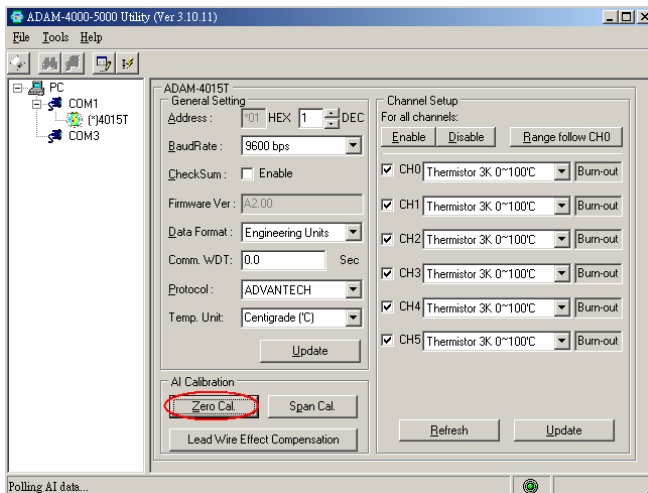 ADAM-4000-5000 Utility (Ver 3.10.11)
File Tools Help
PC
COM1
(*)4015T
COM3
ADAM-4015T
General Setting
Address : *01 HEX 1 DEC
BaudRate : 9600 bps
CheckSum : Enable
Firmware Ver : A2.00
Data Format : Engineering Units
Comm. WDT: 0.0 Sec
Protocol : ADVANTECH
Temp. Unit: Centigrade ('C)
Update
AI Calibration
Zero Cal. Span Cal.
Lead Wire Effect Compensation
Channel Setup
For all channels:
Enable Disable Range follow CH0
CH0 Thermistor 3K 0~100'C Burn-out
CH1 Thermistor 3K 0~100'C Burn-out
CH2 Thermistor 3K 0~100'C Burn-out
CH3 Thermistor 3K 0~100'C Burn-out
CH4 Thermistor 3K 0~100'C Burn-out
CH5 Thermistor 3K 0~100'C Burn-out
Refresh Update
Polling AI data...